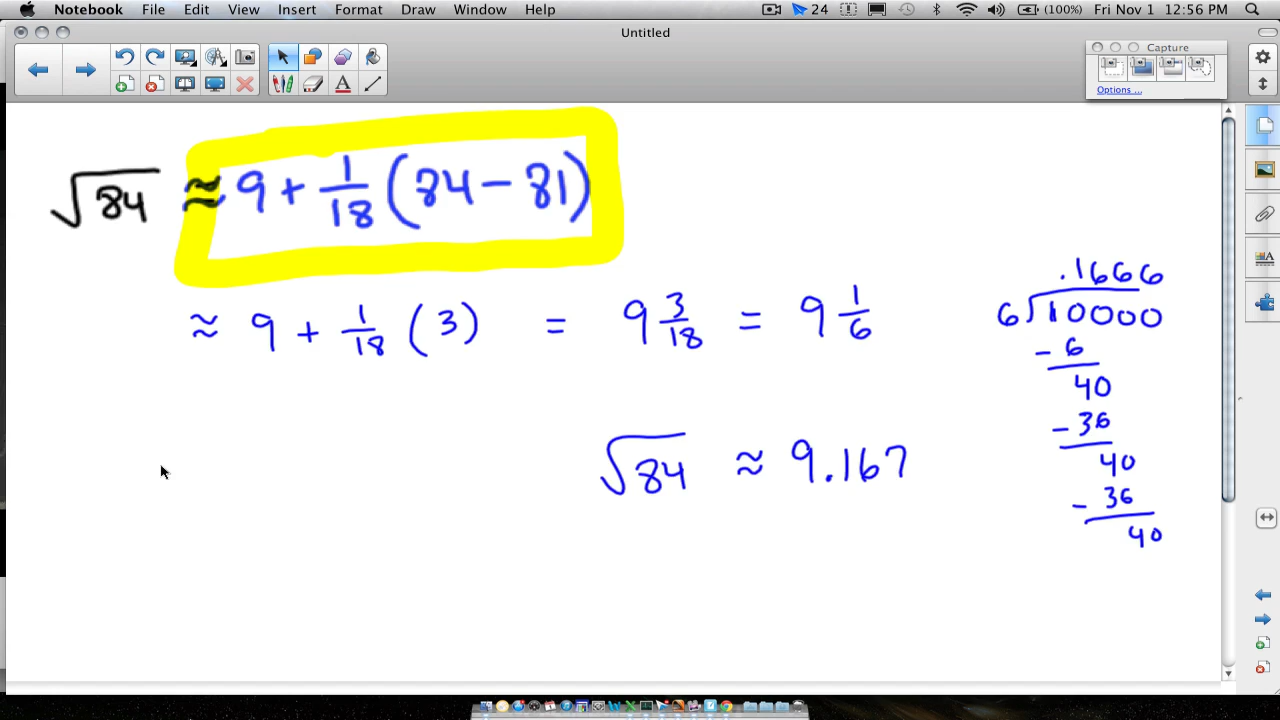 Notebook File Edit View Insert Format Draw Window Help 24 (100%) Fri Nov 1 12:56 PM
Untitled
Capture
Options ...
√84 ≈ 9 + 1/18 (84 - 81)
≈ 9 + 1/18 (3) = 9 3/18 = 9 1/6
√84 ≈ 9.167
.1666
6 10000
- 6
40
- 36
40
- 36
40